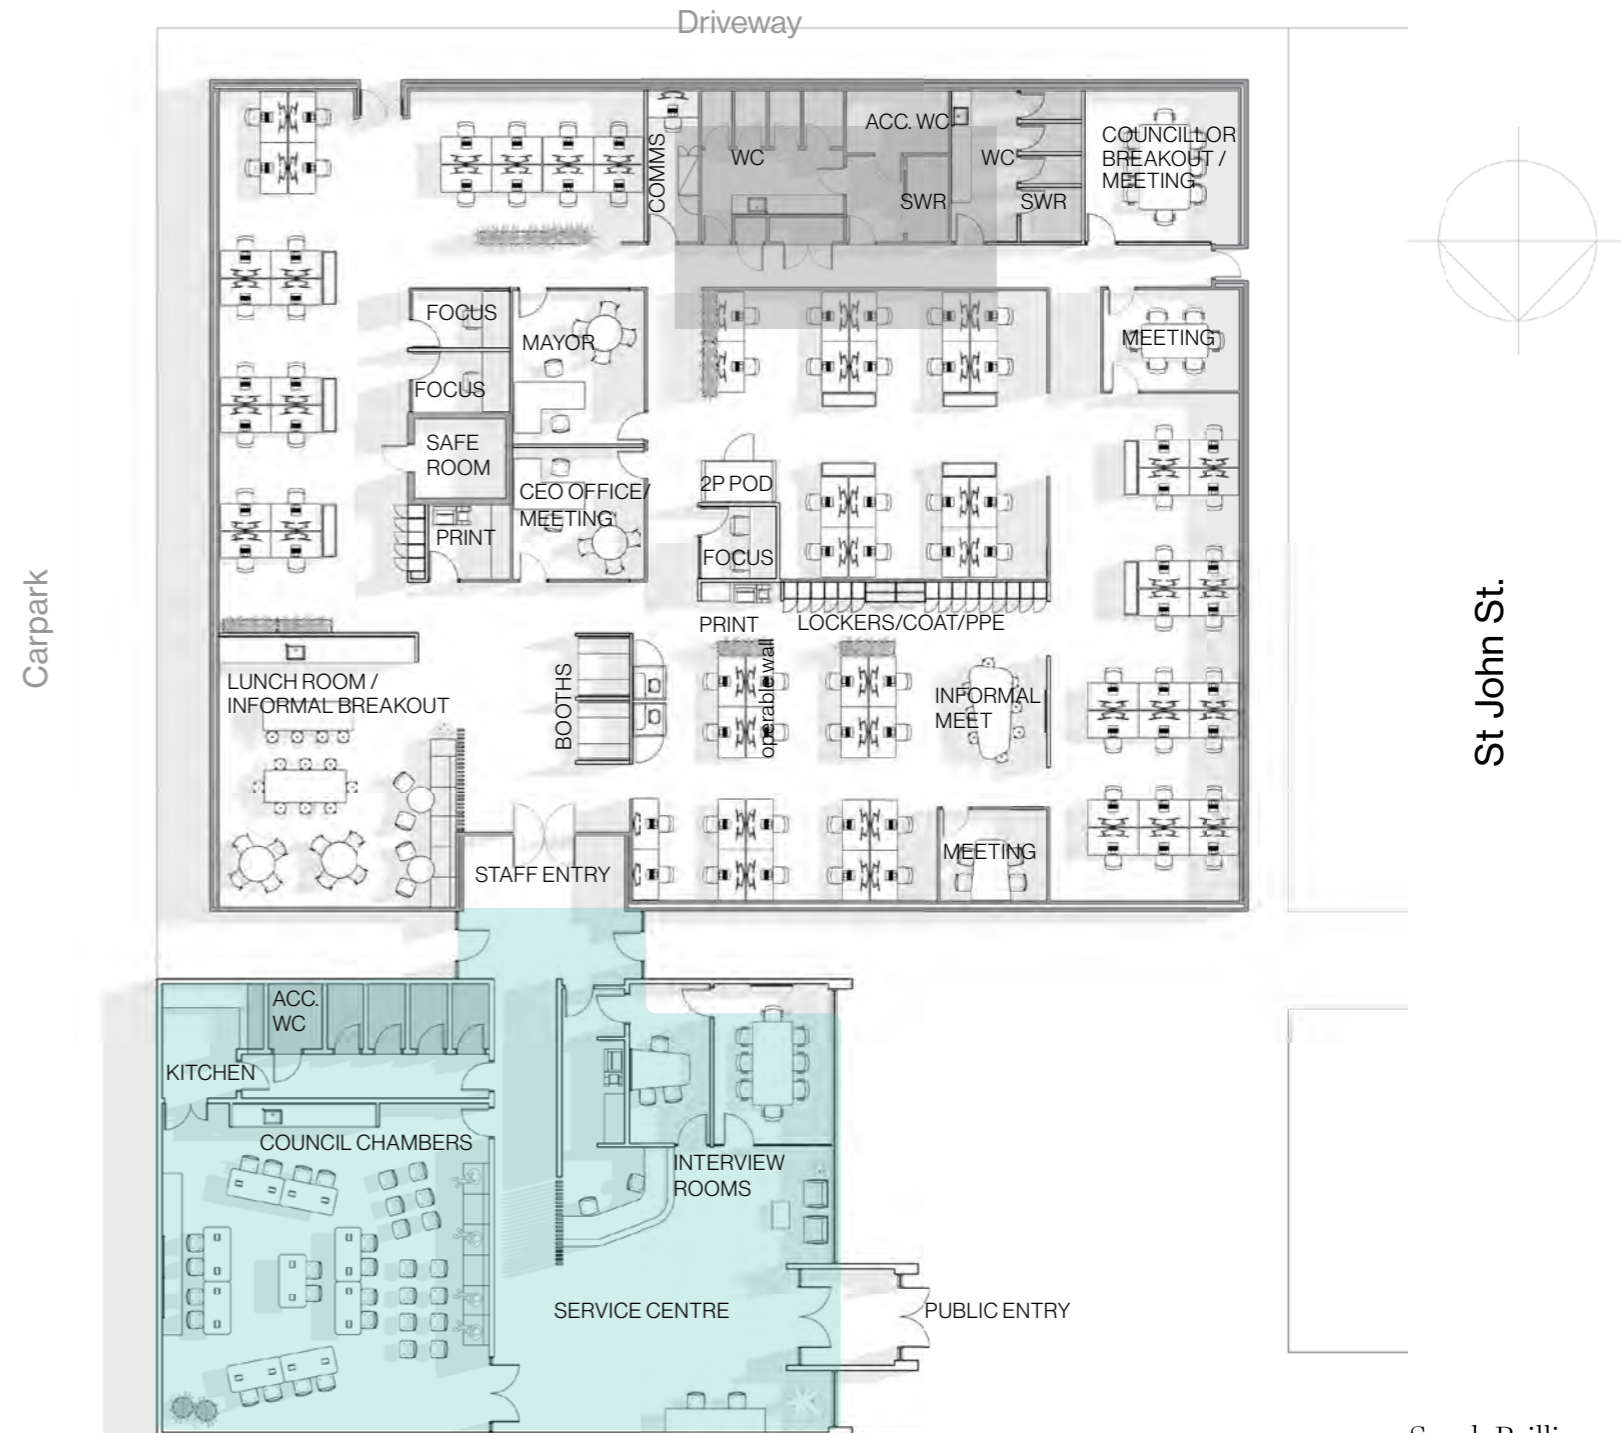 Driveway
COMMS
WC
ACC. WC
SWR
WC
SWR
COUNCILLOR
BREAKOUT /
MEETING
FOCUS
MAYOR
FOCUS
MEETING
SAFE
ROOM
CEO OFFICE/
MEETING
PRINT
2P POD
FOCUS
PRINT
LOCKERS/COAT/PPE
operable wall
BOOTHS
LUNCH ROOM /
INFORMAL BREAKOUT
INFORMAL
MEET
MEETING
STAFF ENTRY
Carpark
St John St.
ACC.
WC
KITCHEN
COUNCIL CHAMBERS
INTERVIEW
ROOMS
SERVICE CENTRE
PUBLIC ENTRY